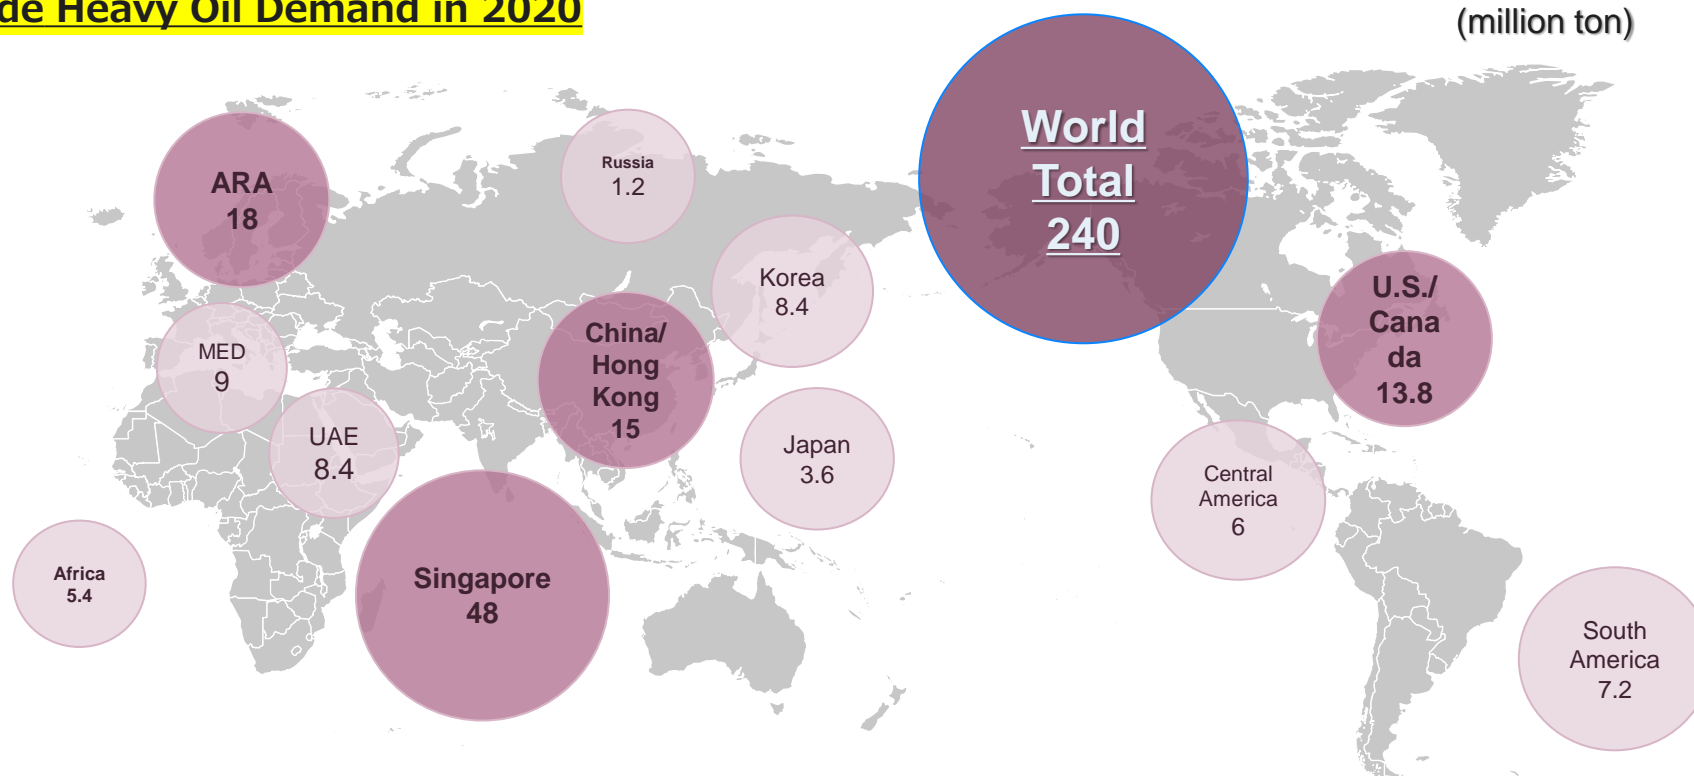 de Heavy Oil Demand in 2020
(million ton)
World
Total
240
ARA
18
Russia
1.2
Korea
8.4
U.S./
Cana
da
13.8
China/
Hong
Kong
15
MED
9
UAE
8.4
Japan
3.6
Central
America
6
Africa
5.4
Singapore
48
South
America
7.2